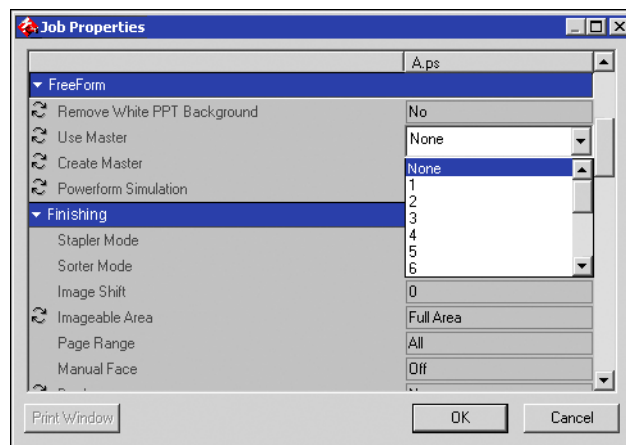 Job Properties
A.ps
FreeForm
Remove White PPT Background No
Use Master None
Create Master None
Powerform Simulation 1
2
Finishing 3
Stapler Mode 4
5
Sorter Mode 6
Image Shift 0
Imageable Area Full Area
Page Range All
Manual Face Off
Print Window OK Cancel